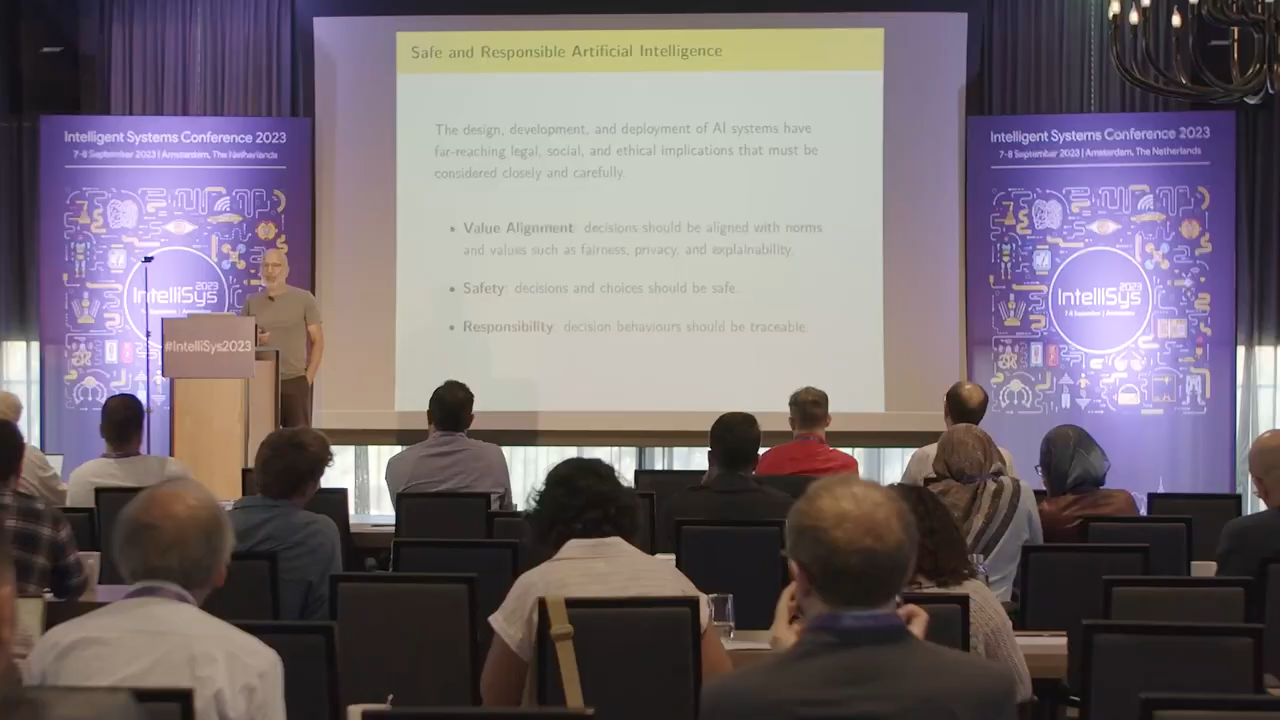 Safe and Responsible Artificial Intelligence
The design, development, and deployment of AI systems have
far-reaching legal, social, and ethical implications that must be
considered closely and carefully.
• Value Alignment: decisions should be aligned with norms
and values such as fairness, privacy, and explainability.
• Safety: decisions and choices should be safe.
• Responsibility: decision behaviours should be traceable.
Intelligent Systems Conference 2023
7-8 September 2023 | Amsterdam, The Netherlands
2023
IntelliSys
#IntelliSys2023
Intelligent Systems Conference 2023
7-8 September 2023 | Amsterdam, The Netherlands
2023
IntelliSys
7-8 September | Amsterdam